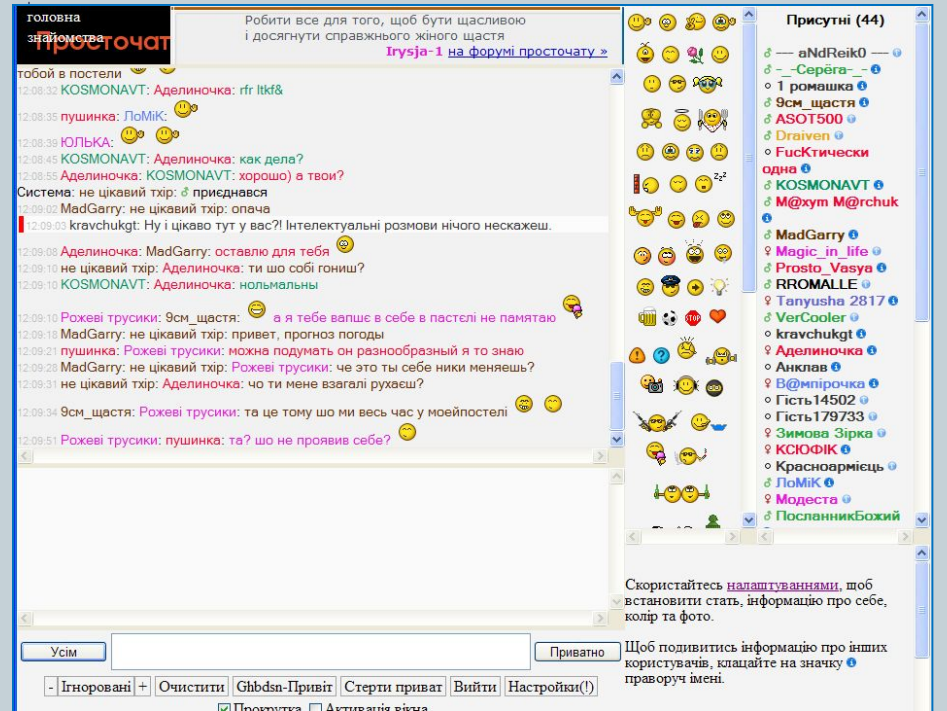 головна
знайомства
Просточат
Робити все для того, щоб бути щасливою
і досягнути справжнього жіного щастя
Irysja-1 на форумі просточату »
тобой в постели
12:08:32 KOSMONAVT: Аделиночка: rfr ltkf&
12:08:35 пушинка: ЛоМіК:
12:08:39 ЮЛЬКА:
12:08:45 KOSMONAVT: Аделиночка: как дела?
12:08:55 Аделиночка: KOSMONAVT: хорошо) а твои?
Система: не цікавий тхір: ♂ приєднався
12:09:02 MadGarry: не цікавий тхір: опача
12:09:03 kravchukgt: Ну і цікаво тут у вас?! Інтелектуальні розмови нічого нескажеш.
12:09:08 Аделиночка: MadGarry: оставлю для тебя
12:09:10 не цікавий тхір: Аделиночка: ти шо собі гониш?
12:09:10 KOSMONAVT: Аделиночка: нольмальны
12:09:10 Рожеві трусики: 9см_щастя: а я тебе вапшє в себе в пастєлі не памятаю
12:09:18 MadGarry: не цікавий тхір: привет, прогноз погоды
12:09:21 пушинка: Рожеві трусики: можна подумать он разнообразный я то знаю
12:09:28 MadGarry: не цікавий тхір: Рожеві трусики: че это ты себе ники меняешь?
12:09:31 не цікавий тхір: Аделиночка: чо ти мене взагалі рухаєш?
12:09:34 9см_щастя: Рожеві трусики: та це тому шо ми весь час у моейпостелі
12:09:51 Рожеві трусики: пушинка: та? шо не проявив себе?
Усім
Приватно
- Ігноровані + Очистити Ghbdsn-Привіт Стерти приват Вийти Настройки(!)
Прокрутка Активація вікна
zzz
STOP
Присутні (44)
--- aNdReik0 ---
-_-Серёга-_-
1 ромашка
9см_щастя
ASOT500
Draiven
FucKтически
одна
KOSMONAVT
M@xym M@rchuk
MadGarry
Magic_in_life
Prosto_Vasya
RROMALLE
Tanyusha 2817
VerCooler
kravchukgt
Аделиночка
Анклав
В@мпірочка
Гість14502
Гість179733
Зимова Зірка
КСЮФІК
Красноармієць
ЛоМіК
Модеста
ПосланникБожий
Скористайтесь налаштуваннями, щоб
встановити стать, інформацію про себе,
колір та фото.
Щоб подивитись інформацію про інших
користувачів, клацайте на значку
праворуч імені.